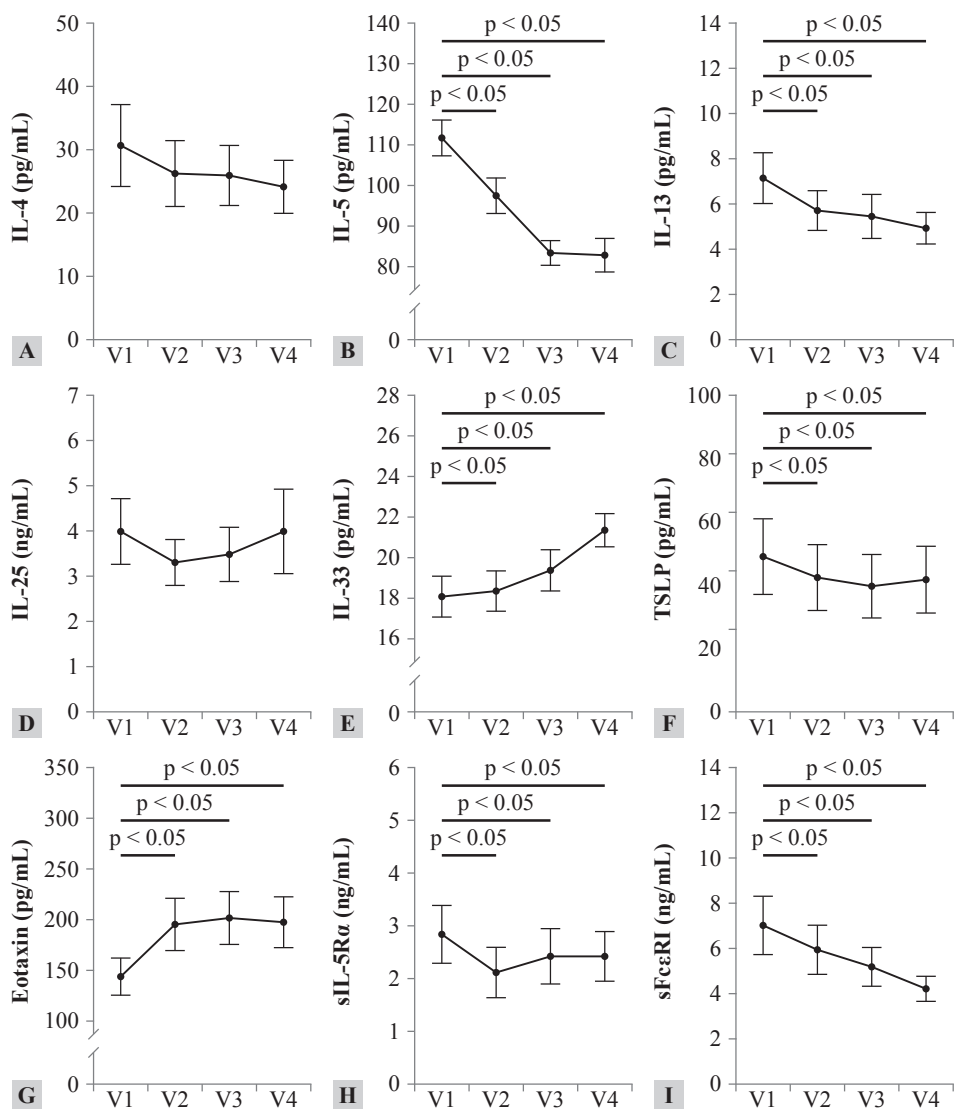 A
IL-4 (pg/mL)
50
40
30
20
10
0
V1 V2 V3 V4
B
IL-5 (pg/mL)
140
130
120
110
100
90
80
0
p < 0.05
p < 0.05
p < 0.05
V1 V2 V3 V4
C
IL-13 (pg/mL)
14
12
10
8
6
4
2
0
p < 0.05
p < 0.05
p < 0.05
V1 V2 V3 V4
D
IL-25 (ng/mL)
7
6
5
4
3
2
1
0
V1 V2 V3 V4
E
IL-33 (pg/mL)
28
26
24
22
20
18
16
0
p < 0.05
p < 0.05
p < 0.05
V1 V2 V3 V4
F
TSLP (pg/mL)
100
80
60
40
20
0
p < 0.05
p < 0.05
p < 0.05
V1 V2 V3 V4
G
Eotaxin (pg/mL)
350
300
250
200
150
100
0
p < 0.05
p < 0.05
p < 0.05
V1 V2 V3 V4
H
sIL-5Rα (ng/mL)
6
5
4
3
2
1
0
p < 0.05
p < 0.05
p < 0.05
V1 V2 V3 V4
I
sFcεRI (ng/mL)
14
12
10
8
6
4
2
0
p < 0.05
p < 0.05
p < 0.05
V1 V2 V3 V4